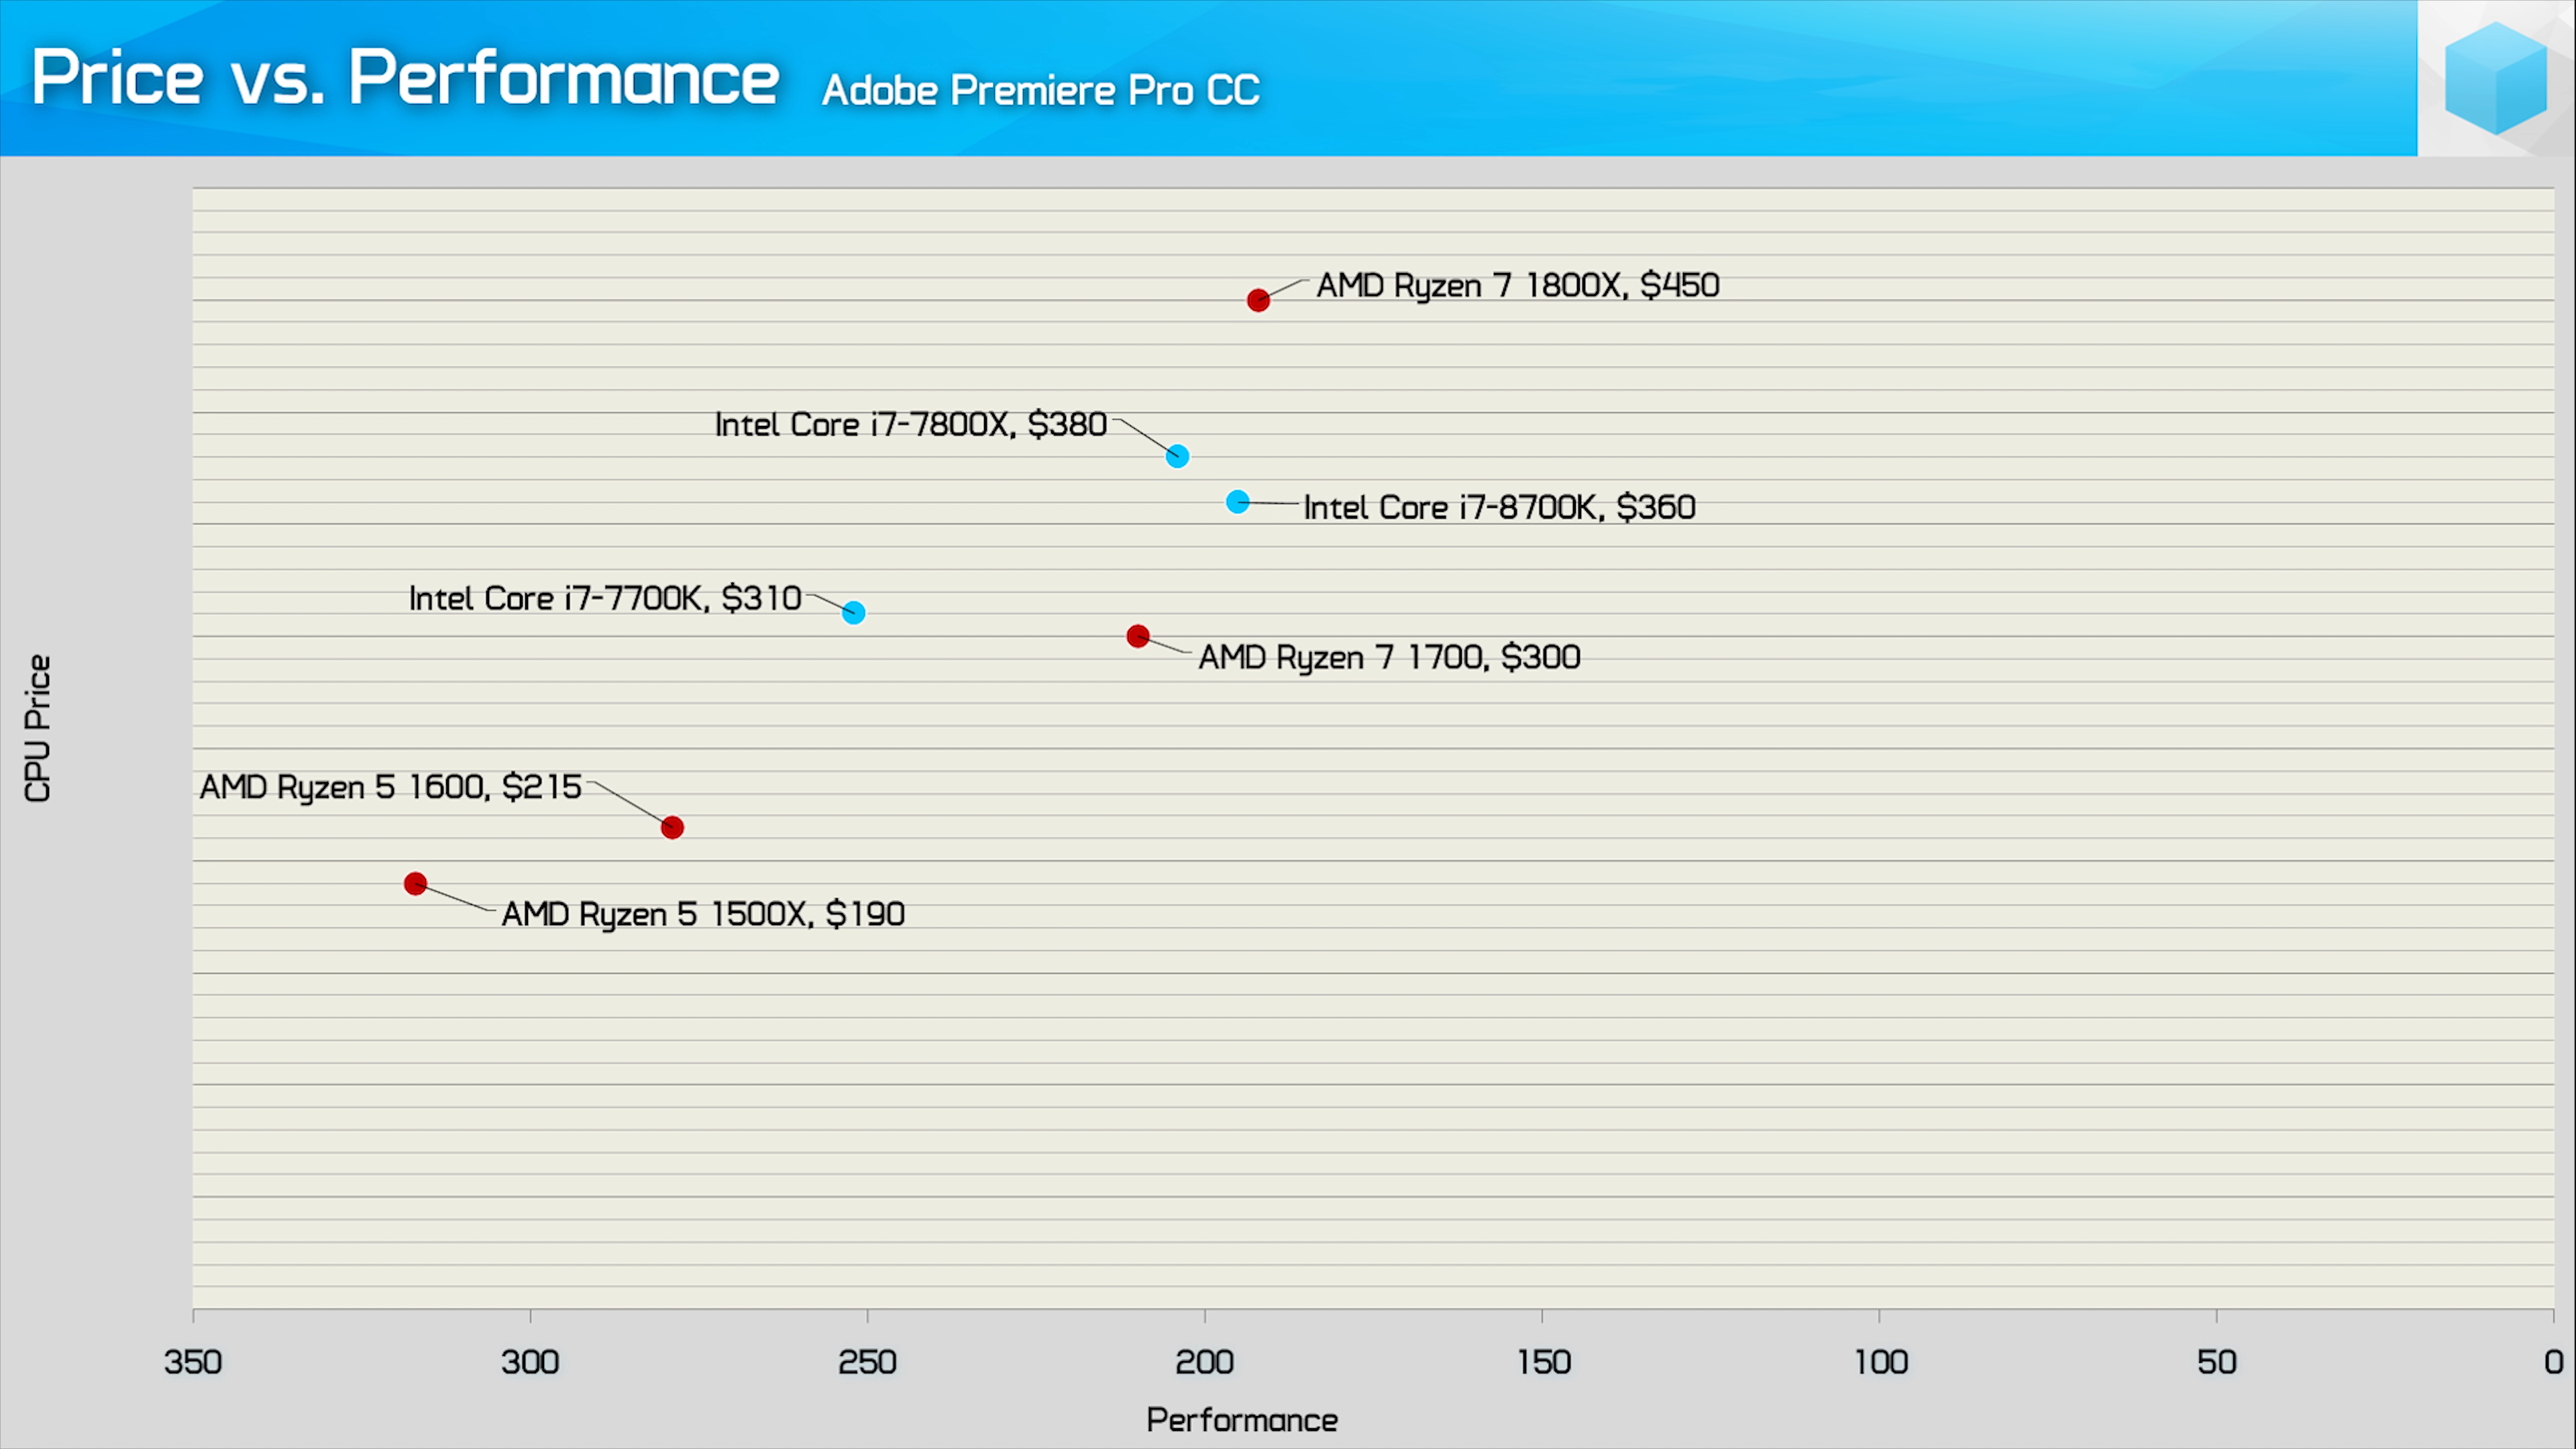 Price vs. Performance Adobe Premiere Pro CC
AMD Ryzen 7 1800X, $450
Intel Core i7-7800X, $380
Intel Core i7-8700K, $360
Intel Core i7-7700K, $310
AMD Ryzen 7 1700, $300
CPU Price
AMD Ryzen 5 1600, $215
AMD Ryzen 5 1500X, $190
350 300 250 200 150 100 50 0
Performance